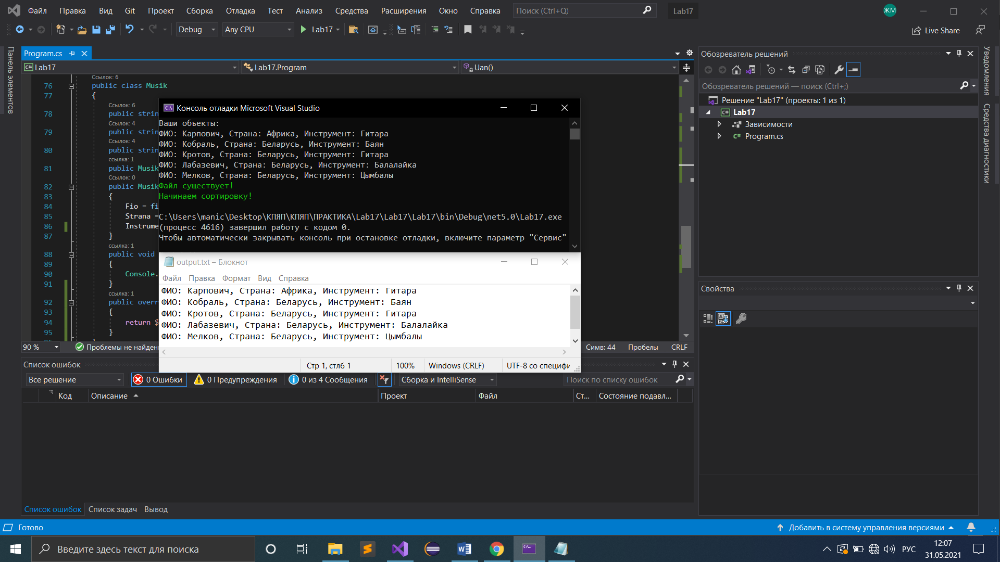 Файл Правка Вид Git Проект Сборка Отладка Тест Анализ Средства Расширения Окно Справка Поиск (Ctrl+Q) Lab17 ЖМ
Debug Any CPU Lab17 Live Share
Панель элементов
Program.cs
Lab17 Lab17.Program Uan()
Ссылок: 6
76 public class Musik
77 {
Ссылок: 6
78 public strin
Ссылок: 4
79 public strin
Ссылок: 4
80 public strin
ссылка: 1
81 public Musik
Ссылок: 0
82 public Musik
83 {
84 Fio = fi
85 Strana =
86 Instrume
87 }
ссылка: 1
88 public void
89 {
90 Console.
91 }
ссылка: 1
92 public overr
93 {
94 return $
95 }
90 % Проблемы не найден
Симв: 44 Пробелы CRLF
Консоль отладки Microsoft Visual Studio
Ваши объекты:
ФИО: Карпович, Страна: Африка, Инструмент: Гитара
ФИО: Кобраль, Страна: Беларусь, Инструмент: Баян
ФИО: Кротов, Страна: Беларусь, Инструмент: Гитара
ФИО: Лабазевич, Страна: Беларусь, Инструмент: Балалайка
ФИО: Мелков, Страна: Беларусь, Инструмент: Цымбалы
Файл существует!
Начинаем сортировку!
C:\Users\manic\Desktop\КПЯП\КПЯП\ПРАКТИКА\Lab17\Lab17\Lab17\bin\Debug\net5.0\Lab17.exe
(процесс 4616) завершил работу с кодом 0.
Чтобы автоматически закрывать консоль при остановке отладки, включите параметр "Сервис"
output.txt – Блокнот
Файл Правка Формат Вид Справка
ФИО: Карпович, Страна: Африка, Инструмент: Гитара
ФИО: Кобраль, Страна: Беларусь, Инструмент: Баян
ФИО: Кротов, Страна: Беларусь, Инструмент: Гитара
ФИО: Лабазевич, Страна: Беларусь, Инструмент: Балалайка
ФИО: Мелков, Страна: Беларусь, Инструмент: Цымбалы
Стр 1, стлб 1 100% Windows (CRLF) UTF-8 со специфи
Список ошибок
Все решение 0 Ошибки 0 Предупреждения 0 из 4 Сообщения Сборка и IntelliSense Поиск по списку ошибок
Код Описание Проект Файл Ст... Состояние подавл...
Список ошибок Список задач Вывод
Обозреватель решений
Обозреватель решений — поиск (Ctrl+;)
Решение "Lab17" (проекты: 1 из 1)
Lab17
Зависимости
C# Program.cs
Свойства
Уведомления
Средства диагностики
Готово Добавить в систему управления версиями
Введите здесь текст для поиска РУС 12:07
31.05.2021